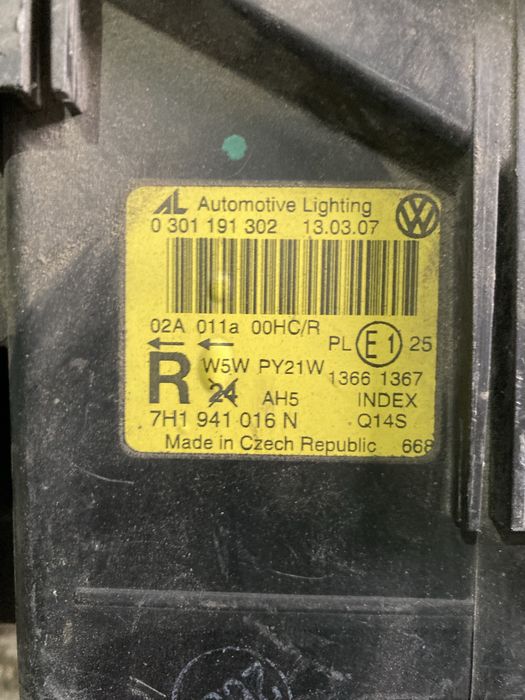 AL Automotive Lighting
0 301 191 302 13.03.07
02A 011a 00HC/R
PL E1 25
R W5W PY21W
1366 1367
24 AH5 INDEX
7H1 941 016 N Q14S
Made in Czech Republic 668